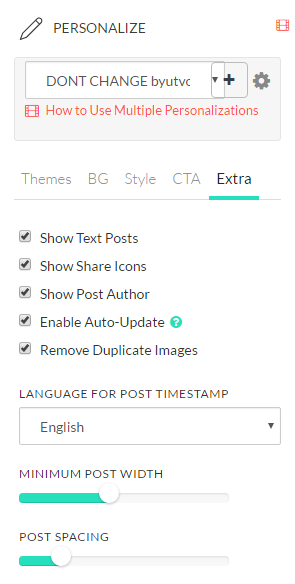 PERSONALIZE
DONT CHANGE byutvc
+
How to Use Multiple Personalizations
Themes BG Style CTA Extra
Show Text Posts
Show Share Icons
Show Post Author
Enable Auto-Update ?
Remove Duplicate Images
LANGUAGE FOR POST TIMESTAMP
English
MINIMUM POST WIDTH
POST SPACING